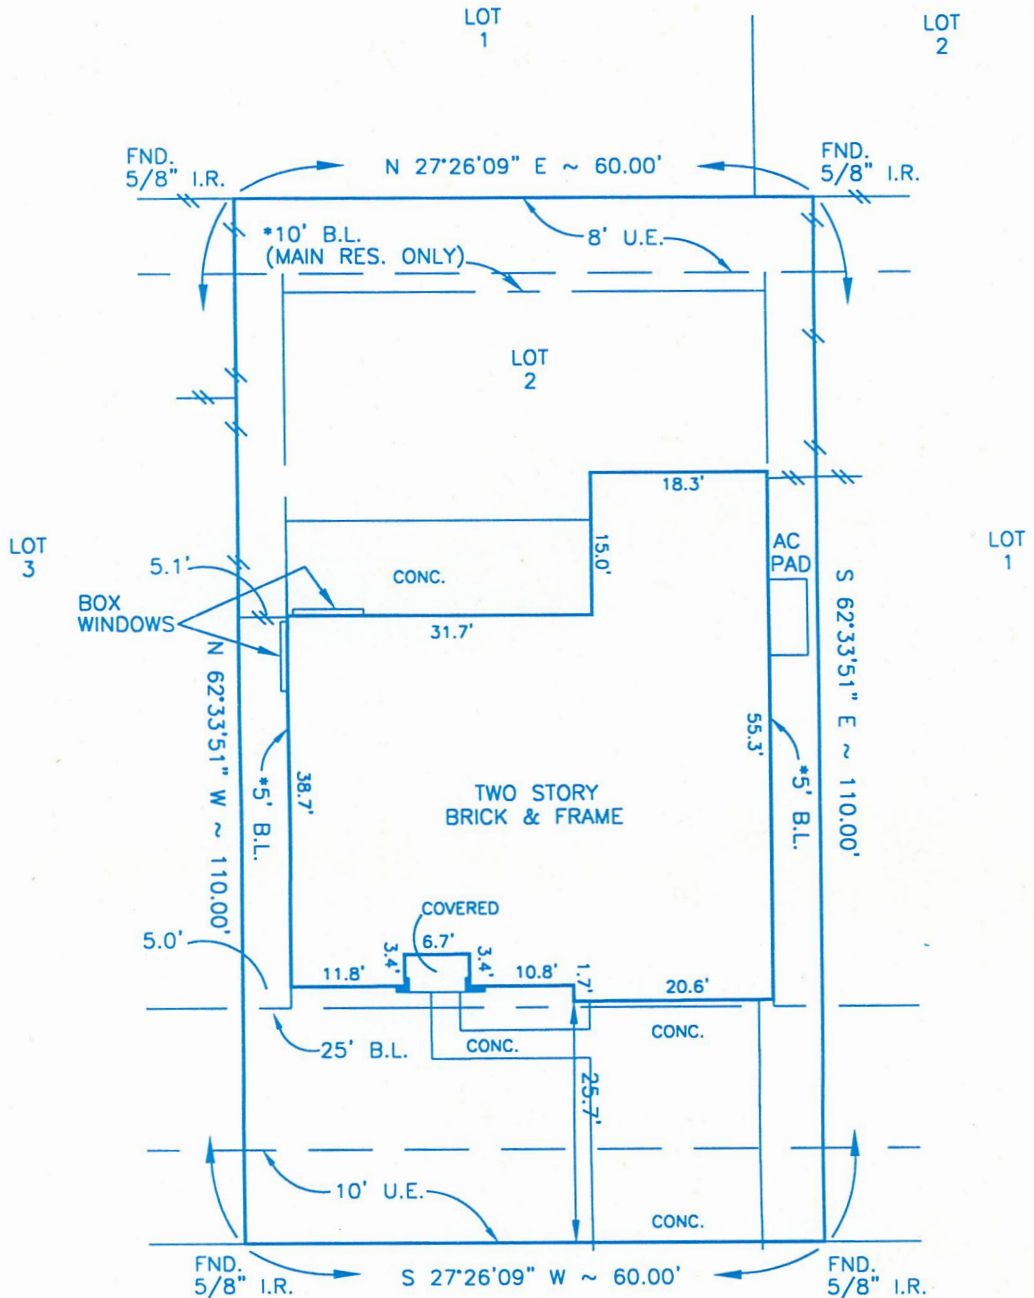 LOT
1
LOT
2
FND.
5/8" I.R.
N 27°26'09" E ~ 60.00'
FND.
5/8" I.R.
*10' B.L.
(MAIN RES. ONLY)
8' U.E.
LOT
2
18.3'
LOT
3
5.1'
CONC.
15.0'
AC
PAD
LOT
1
BOX
WINDOWS
31.7'
N 62°33'51" W ~ 110.00'
S 62°33'51" E ~ 110.00'
38.7'
*5' B.L.
TWO STORY
BRICK & FRAME
55.3'
*5' B.L.
COVERED
5.0'
11.8'
3.4'
6.7'
3.4'
10.8'
1.7'
20.6'
25' B.L.
CONC.
CONC.
25.7'
10' U.E.
CONC.
FND.
5/8" I.R.
S 27°26'09" W ~ 60.00'
FND.
5/8" I.R.